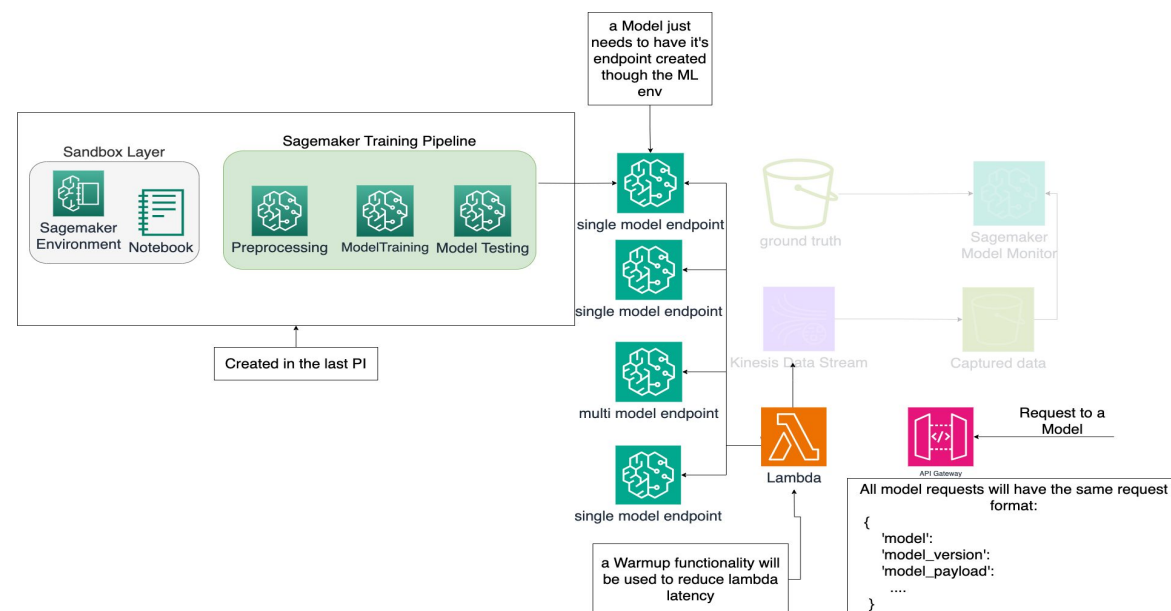 a Model just
needs to have it's
endpoint created
though the ML
env
Sandbox Layer
Sagemaker
Environment
Notebook
Sagemaker Training Pipeline
Preprocessing
ModelTraining
Model Testing
Created in the last PI
single model endpoint
single model endpoint
multi model endpoint
single model endpoint
ground truth
Sagemaker
Model Monitor
Kinesis Data Stream
Captured data
Lambda
Request to a
Model
API Gateway
a Warmup functionality will
be used to reduce lambda
latency
All model requests will have the same request
format:
{
'model':
'model_version':
'model_payload':
....
}